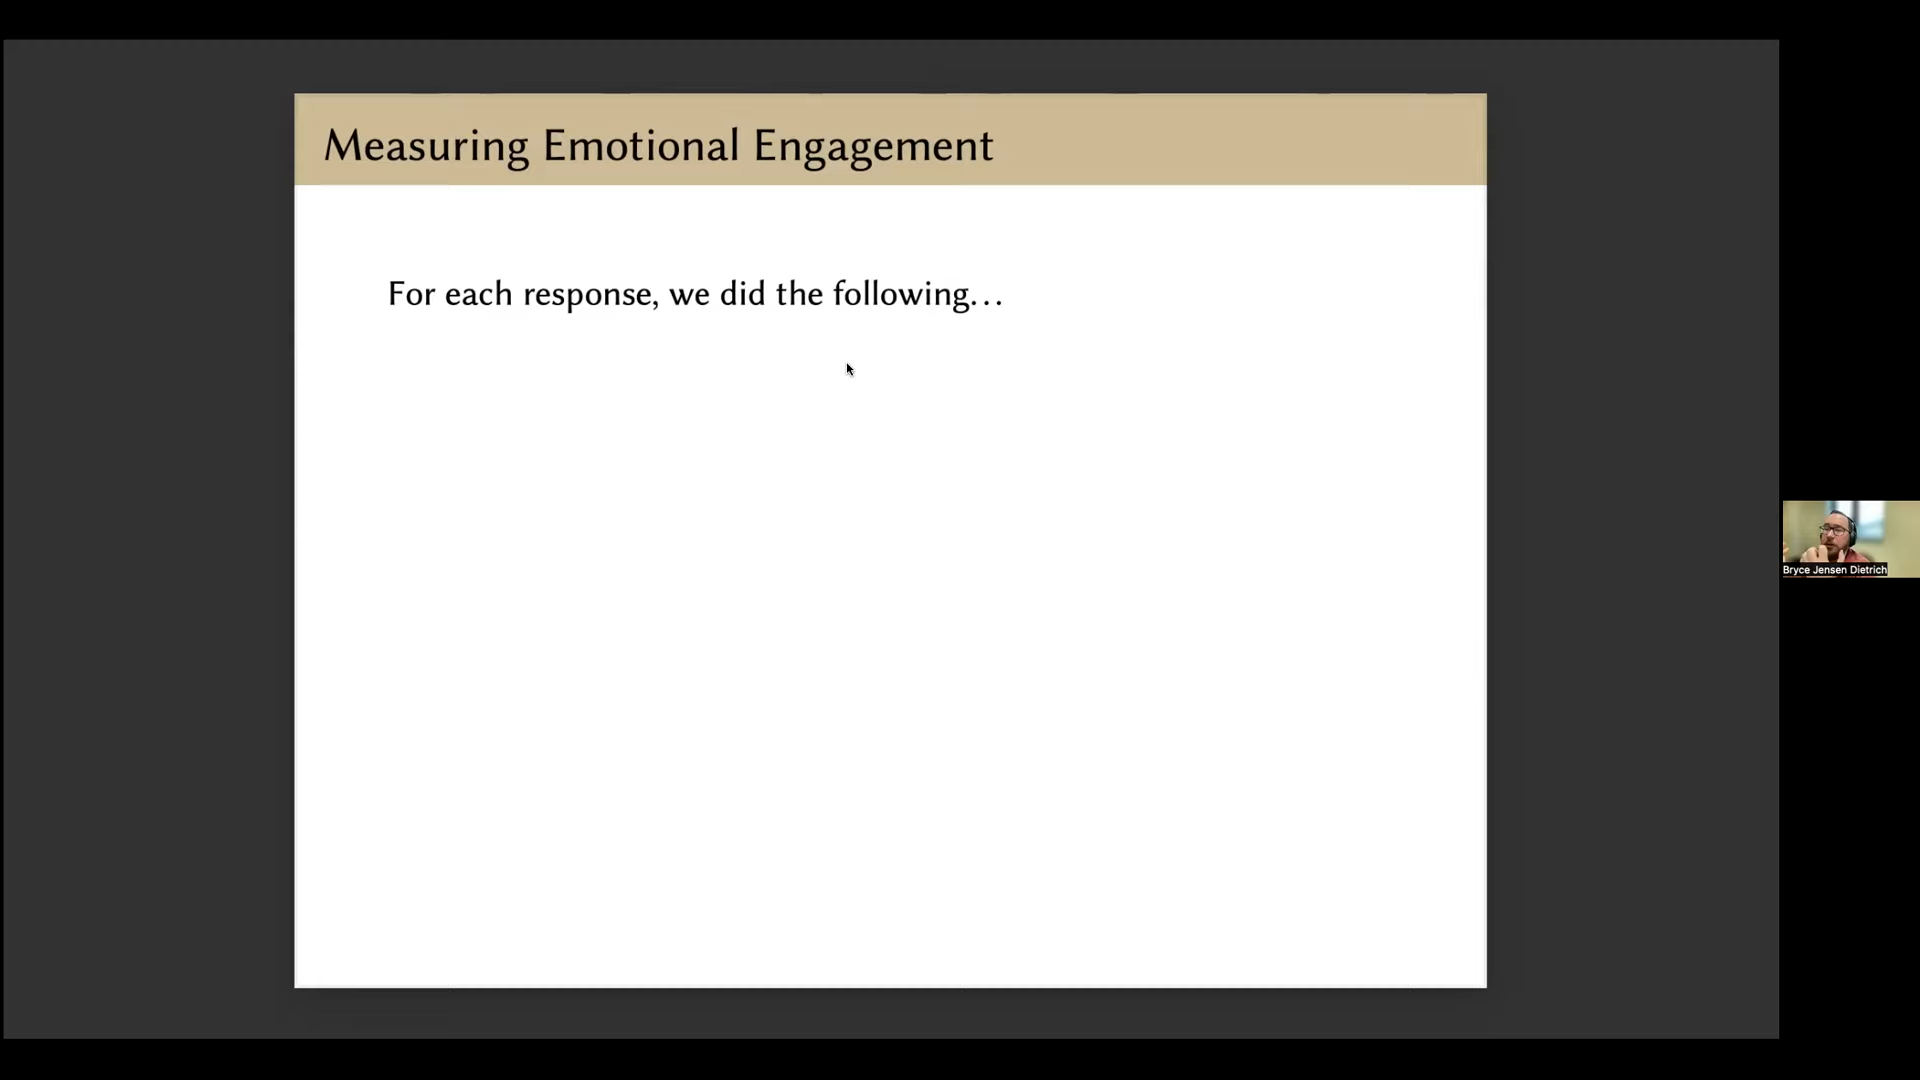 Measuring Emotional Engagement
For each response, we did the following…
Bryce Jensen Dietrich